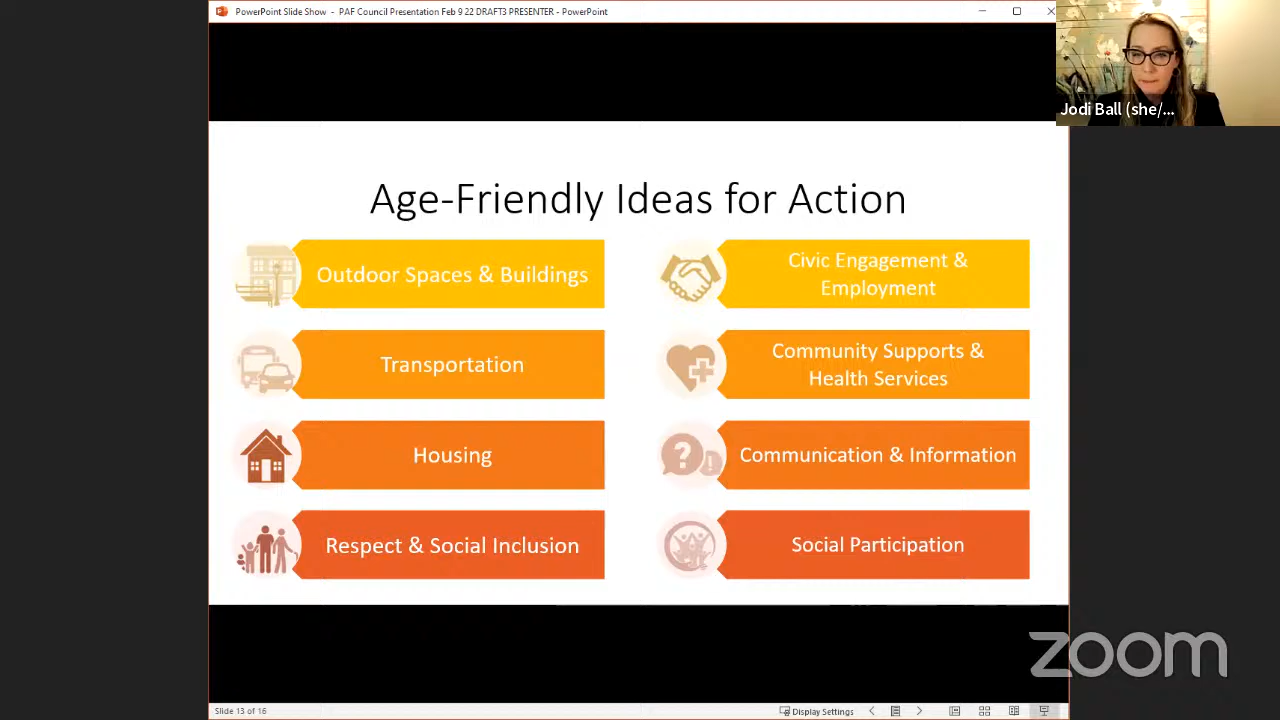 PowerPoint Slide Show - PAF Council Presentation Feb 9 22 DRAFT3 PRESENTER - PowerPoint
Jodi Ball (she/...
Age-Friendly Ideas for Action
Outdoor Spaces & Buildings
Civic Engagement &
Employment
Transportation
Community Supports &
Health Services
Housing
Communication & Information
Respect & Social Inclusion
Social Participation
zoom
Slide 13 of 16
Display Settings